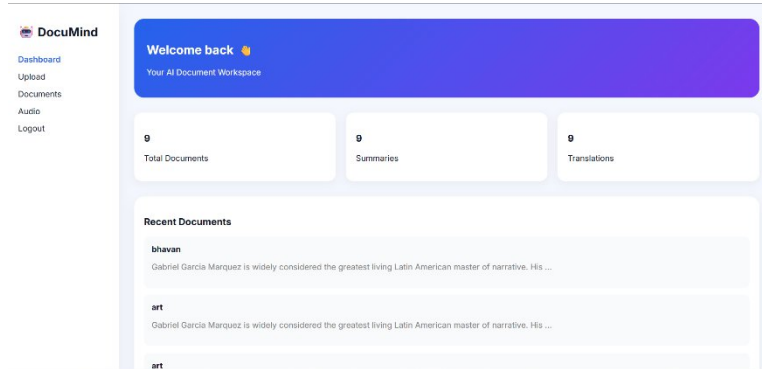 DocuMind
Dashboard
Upload
Documents
Audio
Logout
Welcome back 👋
Your AI Document Workspace
9
Total Documents
9
Summaries
9
Translations
Recent Documents
bhavan
Gabriel Garcia Marquez is widely considered the greatest living Latin American master of narrative. His ...
art
Gabriel Garcia Marquez is widely considered the greatest living Latin American master of narrative. His ...
art